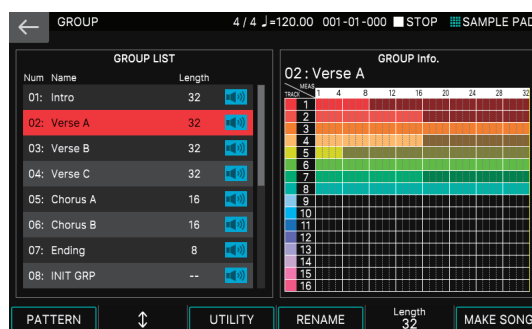 GROUP 4 / 4 ♩=120.00 001-01-000 STOP SAMPLE PAD
GROUP LIST
Num Name Length
01: Intro 32
02: Verse A 32
03: Verse B 32
04: Verse C 32
05: Chorus A 16
06: Chorus B 16
07: Ending 8
08: INIT GRP --
GROUP Info.
02: Verse A
MEAS 1 4 8 12 16 20 24 28 32
TRACK
1
2
3
4
5
6
7
8
9
10
11
12
13
14
15
16
PATTERN ↕ UTILITY RENAME Length 32 MAKE SONG